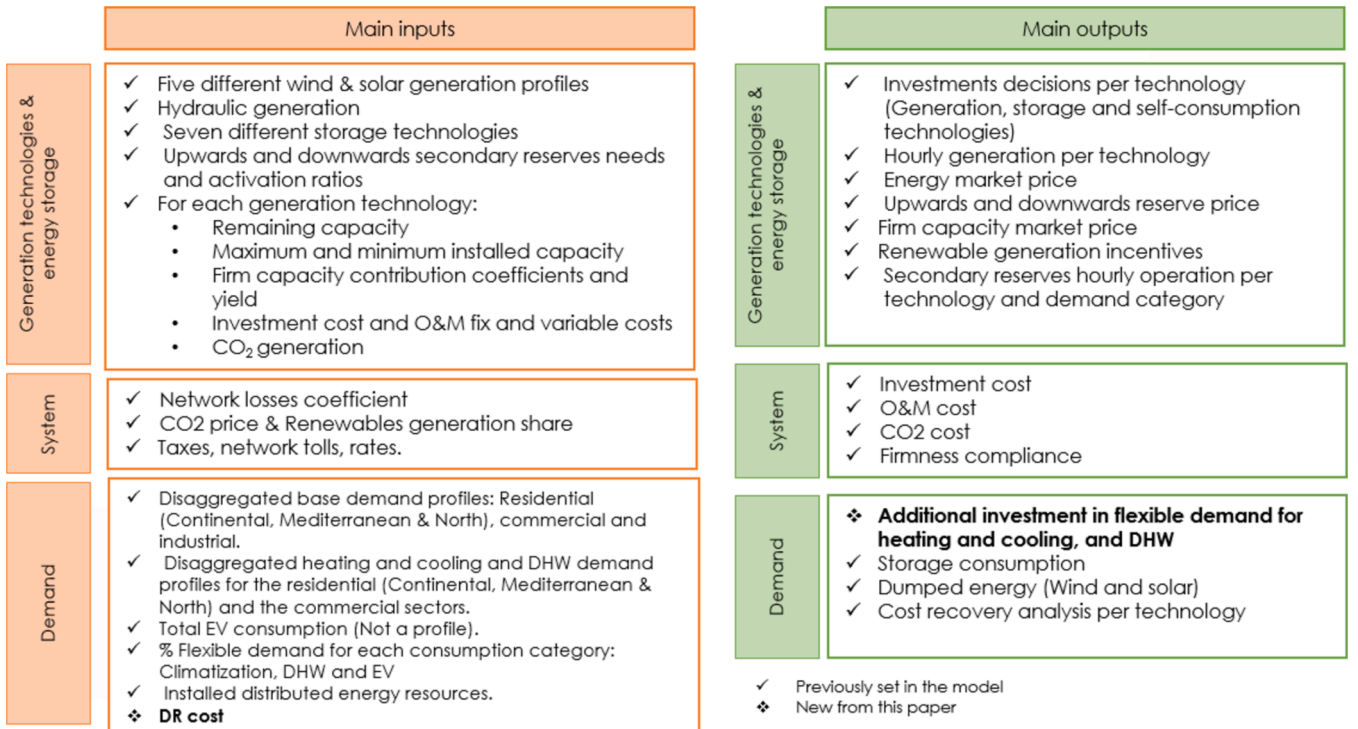 Main inputs
Generation technologies &
energy storage
✓ Five different wind & solar generation profiles
✓ Hydraulic generation
✓ Seven different storage technologies
✓ Upwards and downwards secondary reserves needs
and activation ratios
✓ For each generation technology:
• Remaining capacity
• Maximum and minimum installed capacity
• Firm capacity contribution coefficients and
yield
• Investment cost and O&M fix and variable costs
• CO₂ generation
System
✓ Network losses coefficient
✓ CO2 price & Renewables generation share
✓ Taxes, network tolls, rates.
Demand
✓ Disaggregated base demand profiles: Residential
(Continental, Mediterranean & North), commercial and
industrial.
✓ Disaggregated heating and cooling and DHW demand
profiles for the residential (Continental, Mediterranean &
North) and the commercial sectors.
✓ Total EV consumption (Not a profile).
✓ % Flexible demand for each consumption category:
Climatization, DHW and EV
✓ Installed distributed energy resources.
❖ DR cost
Main outputs
Generation technologies &
energy storage
✓ Investments decisions per technology
(Generation, storage and self-consumption
technologies)
✓ Hourly generation per technology
✓ Energy market price
✓ Upwards and downwards reserve price
✓ Firm capacity market price
✓ Renewable generation incentives
✓ Secondary reserves hourly operation per
technology and demand category
System
✓ Investment cost
✓ O&M cost
✓ CO2 cost
✓ Firmness compliance
Demand
❖ Additional investment in flexible demand for
heating and cooling, and DHW
✓ Storage consumption
✓ Dumped energy (Wind and solar)
✓ Cost recovery analysis per technology
✓ Previously set in the model
❖ New from this paper